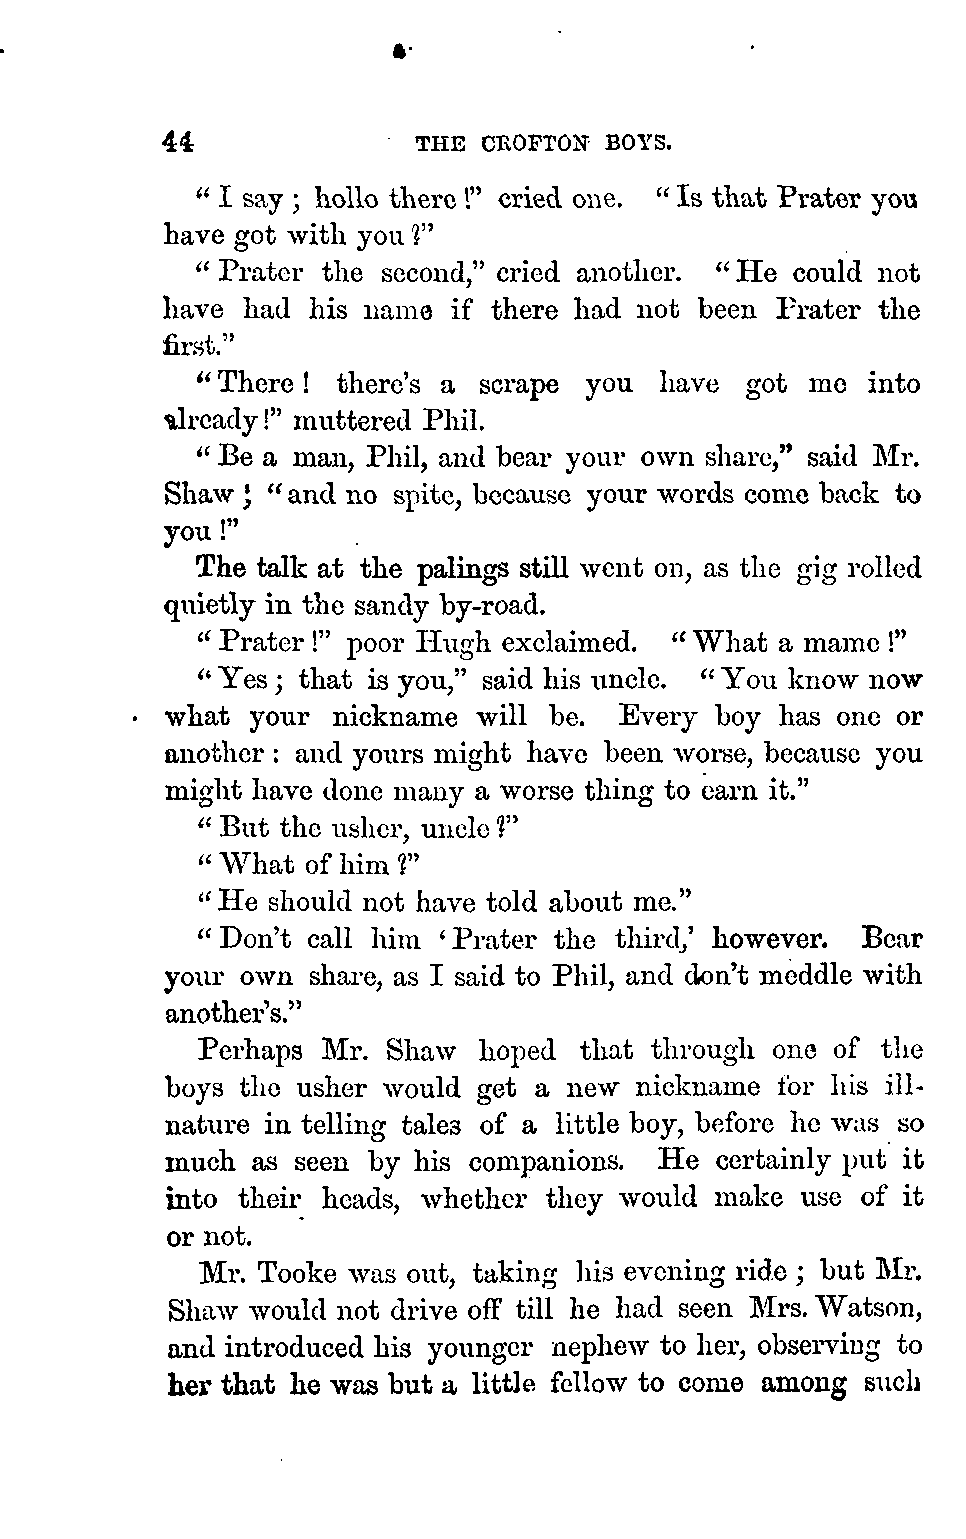 44 THE CROFTON BOYS.
“I say; hollo there!” cried one. “Is that Prater you
have got with you?”
“Prater the second,” cried another. “He could not
have had his name if there had not been Prater the
first.”
“There! there’s a scrape you have got me into
already!” muttered Phil.
“Be a man, Phil, and bear your own share,” said Mr.
Shaw; “and no spite, because your words come back to
you!”
The talk at the palings still went on, as the gig rolled
quietly in the sandy by-road.
“Prater!” poor Hugh exclaimed. “What a mame!”
“Yes; that is you,” said his uncle. “You know now
what your nickname will be. Every boy has one or
another: and yours might have been worse, because you
might have done many a worse thing to earn it.”
“But the usher, uncle?”
“What of him?”
“He should not have told about me.”
“Don’t call him ‘Prater the third,’ however. Bear
your own share, as I said to Phil, and don’t meddle with
another’s.”
Perhaps Mr. Shaw hoped that through one of the
boys the usher would get a new nickname for his ill-
nature in telling tales of a little boy, before he was so
much as seen by his companions. He certainly put it
into their heads, whether they would make use of it
or not.
Mr. Tooke was out, taking his evening ride; but Mr.
Shaw would not drive off till he had seen Mrs. Watson,
and introduced his younger nephew to her, observing to
her that he was but a little fellow to come among such